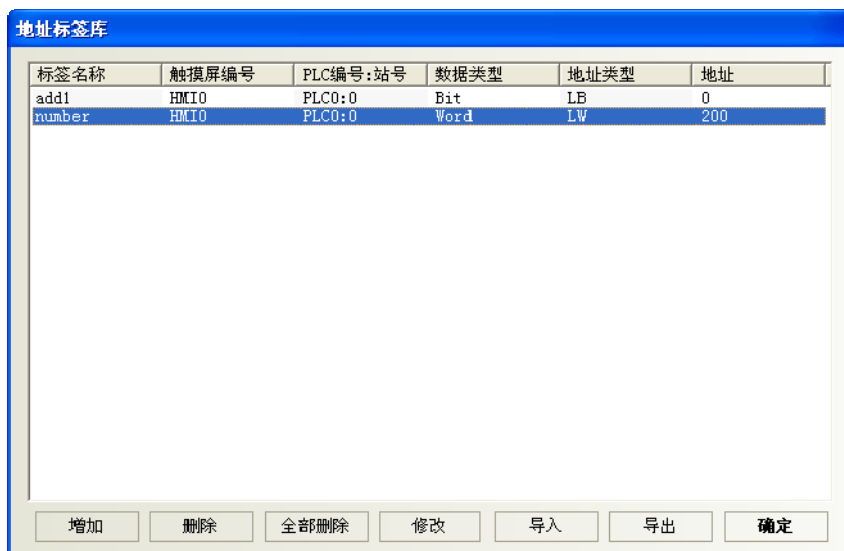 地址标签库
标签名称 触摸屏编号 PLC编号:站号 数据类型 地址类型 地址
add1 HMI0 PLC0:0 Bit LB 0
number HMI0 PLC0:0 Word LW 200
增加 删除 全部删除 修改 导入 导出 确定